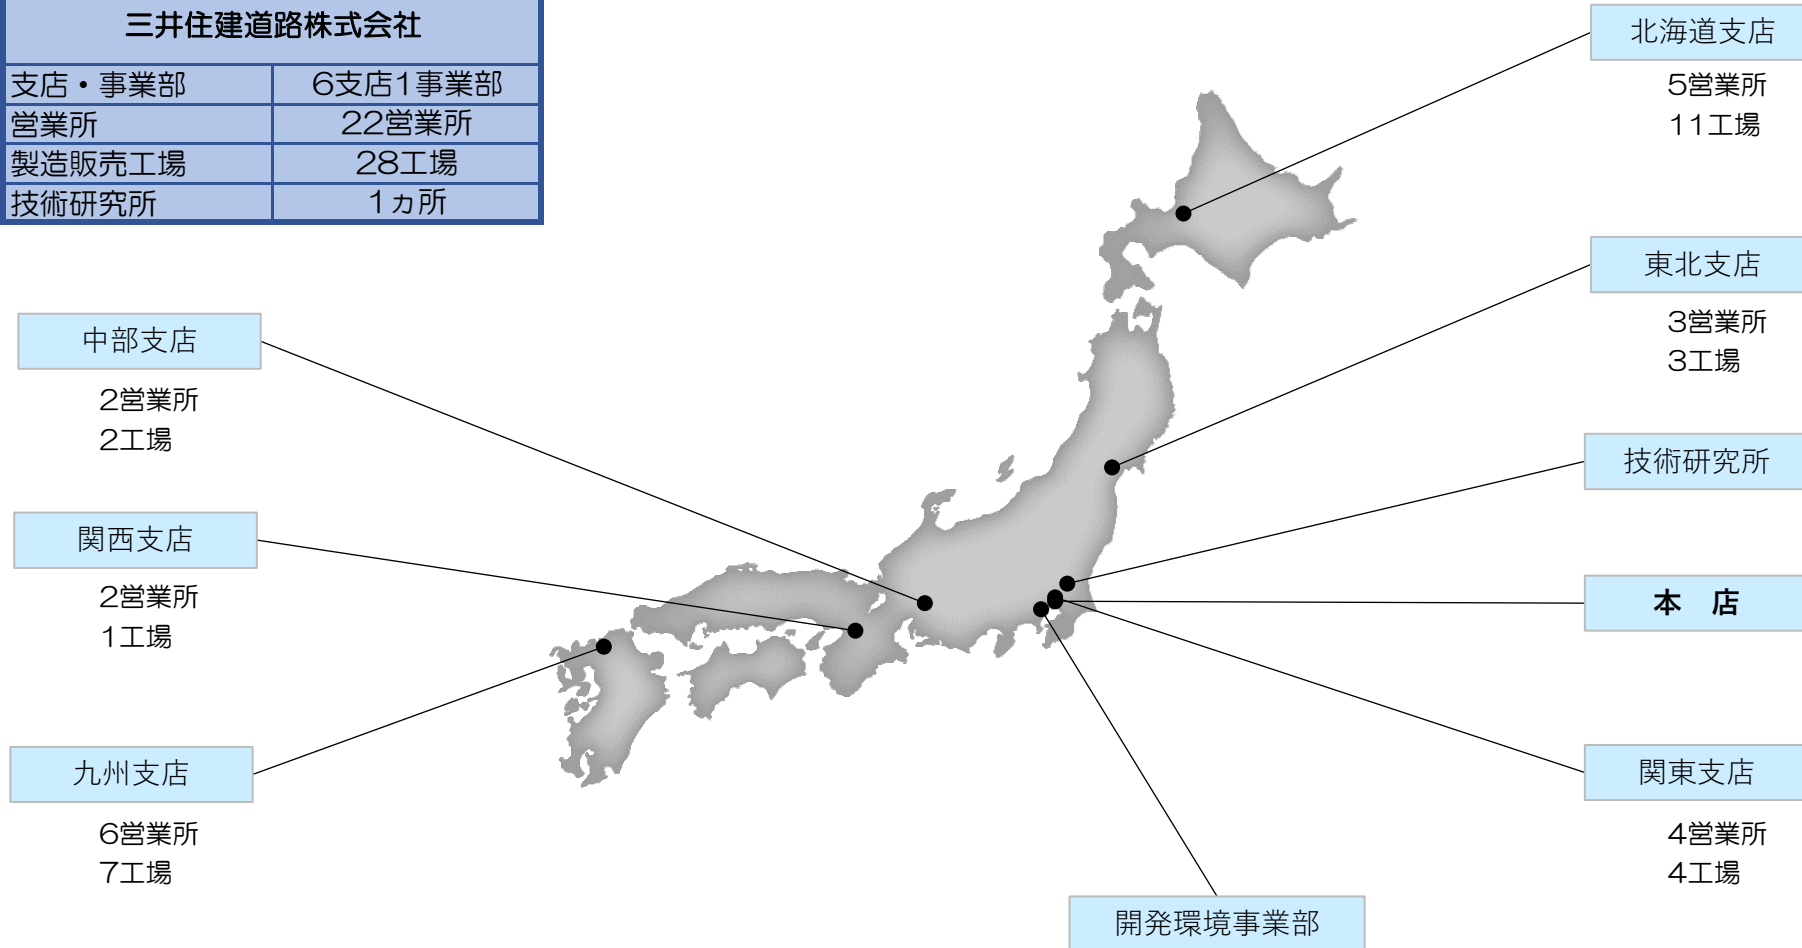 三井住建道路株式会社
支店・事業部 6支店1事業部
営業所 22営業所
製造販売工場 28工場
技術研究所 1ヵ所
北海道支店
5営業所
11工場
東北支店
3営業所
3工場
技術研究所
本 店
関東支店
4営業所
4工場
開発環境事業部
中部支店
2営業所
2工場
関西支店
2営業所
1工場
九州支店
6営業所
7工場